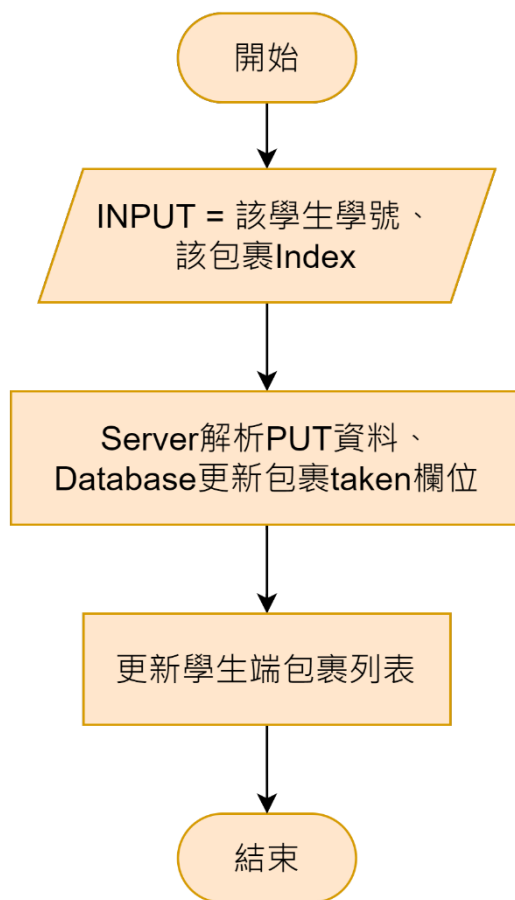 開始
INPUT = 該學生學號、
該包裹Index
Server解析PUT資料、
Database更新包裹taken欄位
更新學生端包裹列表
結束